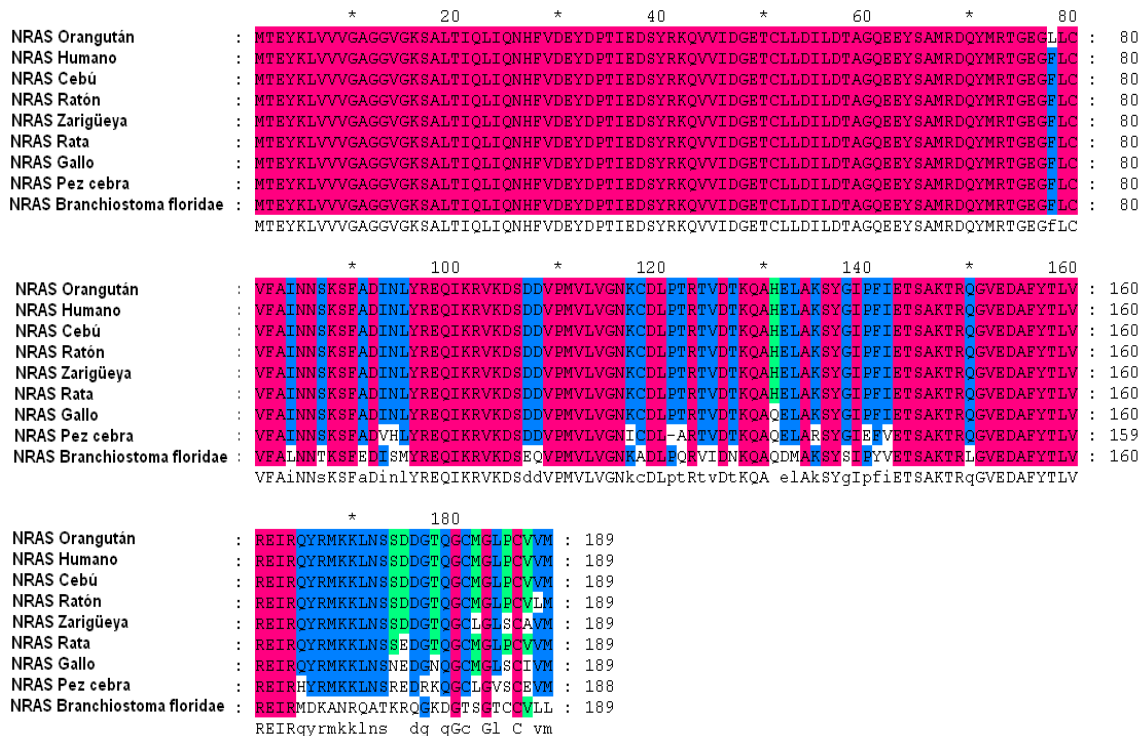 * 20 * 40 * 60 * 80
NRAS Orangután : MTEYKLVVVGAGGVGKSALTIQLIQNHFVDEYDPTIEDSYRKQVVIDGETCLLDILDTAGQEEYSAMRDQYMRTGEGLLC : 80
NRAS Humano : MTEYKLVVVGAGGVGKSALTIQLIQNHFVDEYDPTIEDSYRKQVVIDGETCLLDILDTAGQEEYSAMRDQYMRTGEGFLC : 80
NRAS Cebú : MTEYKLVVVGAGGVGKSALTIQLIQNHFVDEYDPTIEDSYRKQVVIDGETCLLDILDTAGQEEYSAMRDQYMRTGEGFLC : 80
NRAS Ratón : MTEYKLVVVGAGGVGKSALTIQLIQNHFVDEYDPTIEDSYRKQVVIDGETCLLDILDTAGQEEYSAMRDQYMRTGEGFLC : 80
NRAS Zarigüeya : MTEYKLVVVGAGGVGKSALTIQLIQNHFVDEYDPTIEDSYRKQVVIDGETCLLDILDTAGQEEYSAMRDQYMRTGEGFLC : 80
NRAS Rata : MTEYKLVVVGAGGVGKSALTIQLIQNHFVDEYDPTIEDSYRKQVVIDGETCLLDILDTAGQEEYSAMRDQYMRTGEGFLC : 80
NRAS Gallo : MTEYKLVVVGAGGVGKSALTIQLIQNHFVDEYDPTIEDSYRKQVVIDGETCLLDILDTAGQEEYSAMRDQYMRTGEGFLC : 80
NRAS Pez cebra : MTEYKLVVVGAGGVGKSALTIQLIQNHFVDEYDPTIEDSYRKQVVIDGETCLLDILDTAGQEEYSAMRDQYMRTGEGFLC : 80
NRAS Branchiostoma floridae : MTEYKLVVVGAGGVGKSALTIQLIQNHFVDEYDPTIEDSYRKQVVIDGETCLLDILDTAGQEEYSAMRDQYMRTGEGFLC : 80
MTEYKLVVVGAGGVGKSALTIQLIQNHFVDEYDPTIEDSYRKQVVIDGETCLLDILDTAGQEEYSAMRDQYMRTGEGfLC
* 100 * 120 * 140 * 160
NRAS Orangután : VFAINNSKSFADINLYREQIKRVKDSDDVPMVLVGNKCDLPTRTVDTKQAHELAKSYGIPFIETSAKTRQGVEDAFYTLV : 160
NRAS Humano : VFAINNSKSFADINLYREQIKRVKDSDDVPMVLVGNKCDLPTRTVDTKQAHELAKSYGIPFIETSAKTRQGVEDAFYTLV : 160
NRAS Cebú : VFAINNSKSFADINLYREQIKRVKDSDDVPMVLVGNKCDLPTRTVDTKQAHELAKSYGIPFIETSAKTRQGVEDAFYTLV : 160
NRAS Ratón : VFAINNSKSFADINLYREQIKRVKDSDDVPMVLVGNKCDLPTRTVDTKQAHELAKSYGIPFIETSAKTRQGVEDAFYTLV : 160
NRAS Zarigüeya : VFAINNSKSFADINLYREQIKRVKDSDDVPMVLVGNKCDLPTRTVDTKQAHELAKSYGIPFIETSAKTRQGVEDAFYTLV : 160
NRAS Rata : VFAINNSKSFADINLYREQIKRVKDSDDVPMVLVGNKCDLPTRTVDTKQAHELAKSYGIPFIETSAKTRQGVEDAFYTLV : 160
NRAS Gallo : VFAINNSKSFADINLYREQIKRVKDSDDVPMVLVGNKCDLPTRTVDTKQAQELAKSYGIPFIETSAKTRQGVEDAFYTLV : 160
NRAS Pez cebra : VFAINNSKSFADVHLYREQIKRVKDSDDVPMVLVGNICDL-ARTVDTKQAQELARSYGIEFVETSAKTRQGVEDAFYTLV : 159
NRAS Branchiostoma floridae : VFALNNTKSFEDISMYREQIKRVKDSEQVPMVLVGNKADLPQRVIDNKQAQDMAKSYSIPYVETSAKTRLGVEDAFYTLV : 160
VFAiNNsKSFaDinlYREQIKRVKDSddVPMVLVGNkcDLptRtvDtKQA elAkSYgIpfiETSAKTRqGVEDAFYTLV
* 180
NRAS Orangután : REIRQYRMKKLNSSDDGTQGCMGLPCVVM : 189
NRAS Humano : REIRQYRMKKLNSSDDGTQGCMGLPCVVM : 189
NRAS Cebú : REIRQYRMKKLNSSDDGTQGCMGLPCVVM : 189
NRAS Ratón : REIRQYRMKKLNSSDDGTQGCMGLPCVLM : 189
NRAS Zarigüeya : REIRQYRMKKLNSSDDGTQGCLGLSCAVM : 189
NRAS Rata : REIRQYRMKKLNSSEDGTQGCMGLPCVVM : 189
NRAS Gallo : REIRQYRMKKLNSNEDGNQGCMGLSCIVM : 189
NRAS Pez cebra : REIRHYRMKKLNSREDRKQGCLGVSCEVM : 188
NRAS Branchiostoma floridae : REIRMDKANRQATKRQGKDGTSGTCCVLL : 189
REIRqyrmkklns  dg qGc Gl C vm